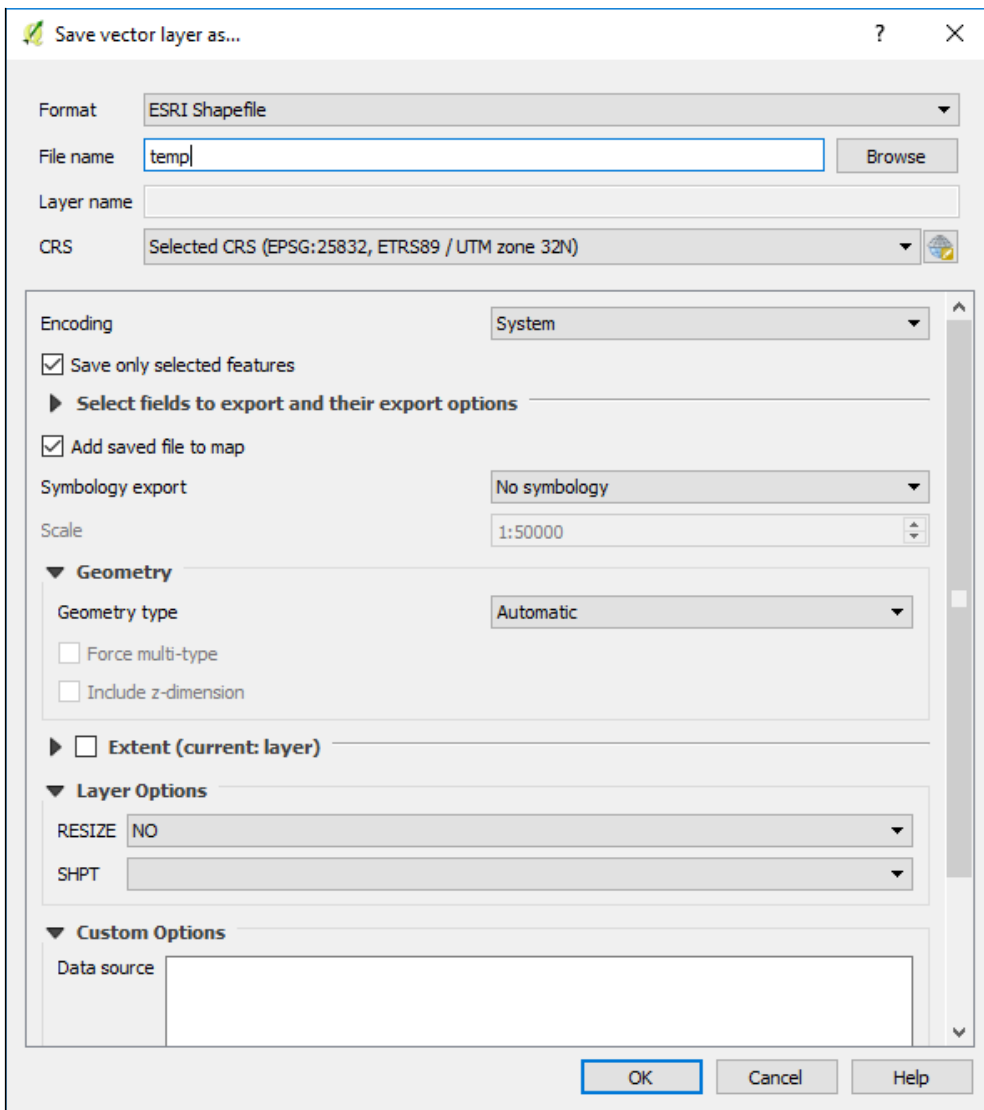 Save vector layer as...
?
Format ESRI Shapefile
File name temp Browse
Layer name
CRS Selected CRS (EPSG:25832, ETRS89 / UTM zone 32N)
Encoding System
Save only selected features
Select fields to export and their export options
Add saved file to map
Symbology export No symbology
Scale 1:50000
Geometry
Geometry type Automatic
Force multi-type
Include z-dimension
Extent (current: layer)
Layer Options
RESIZE NO
SHPT
Custom Options
Data source
OK Cancel Help